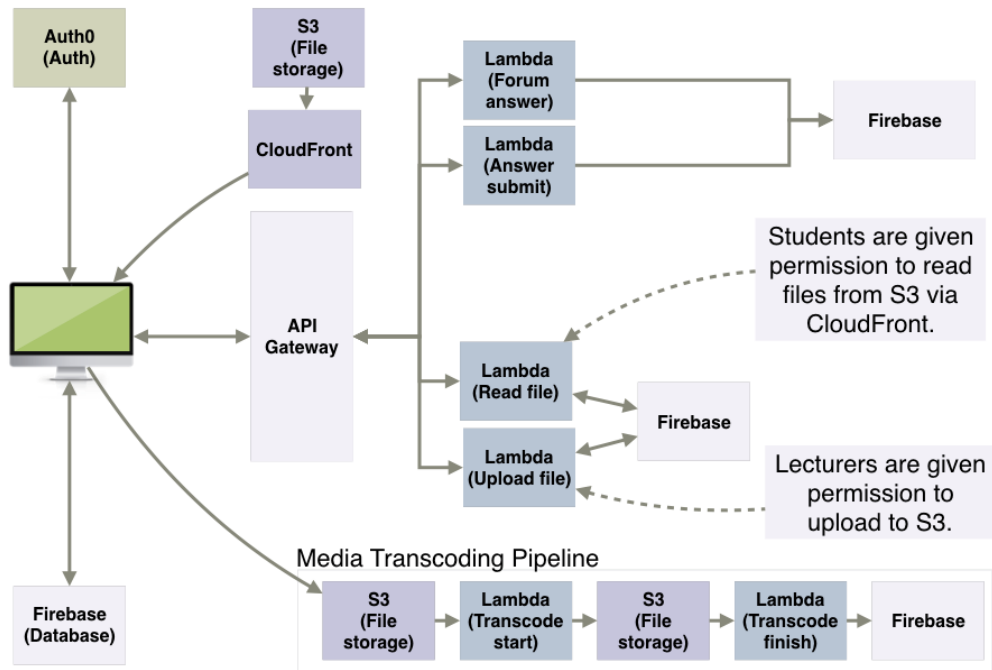 Auth0
(Auth)
S3
(File
storage)
CloudFront
API
Gateway
Lambda
(Forum
answer)
Lambda
(Answer
submit)
Firebase
Students are given
permission to read
files from S3 via
CloudFront.
Lambda
(Read file)
Firebase
Lambda
(Upload file)
Lecturers are given
permission to
upload to S3.
Media Transcoding Pipeline
Firebase
(Database)
S3
(File
storage)
Lambda
(Transcode
start)
S3
(File
storage)
Lambda
(Transcode
finish)
Firebase